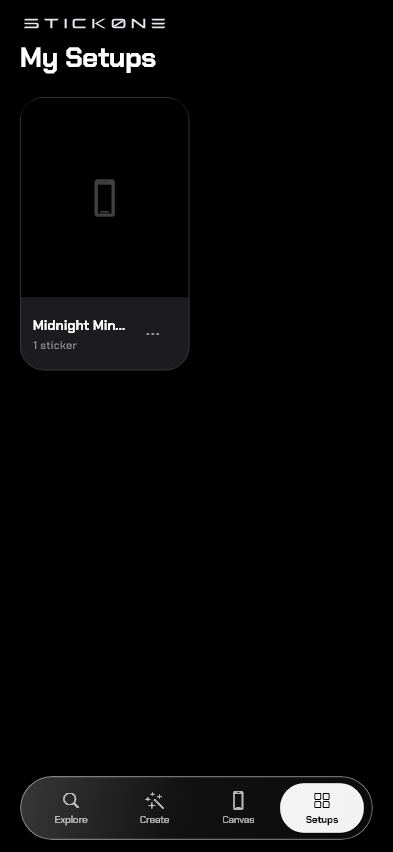 STICKØNE
My Setups
Midnight Min...
1 sticker
Explore
Create
Canvas
Setups